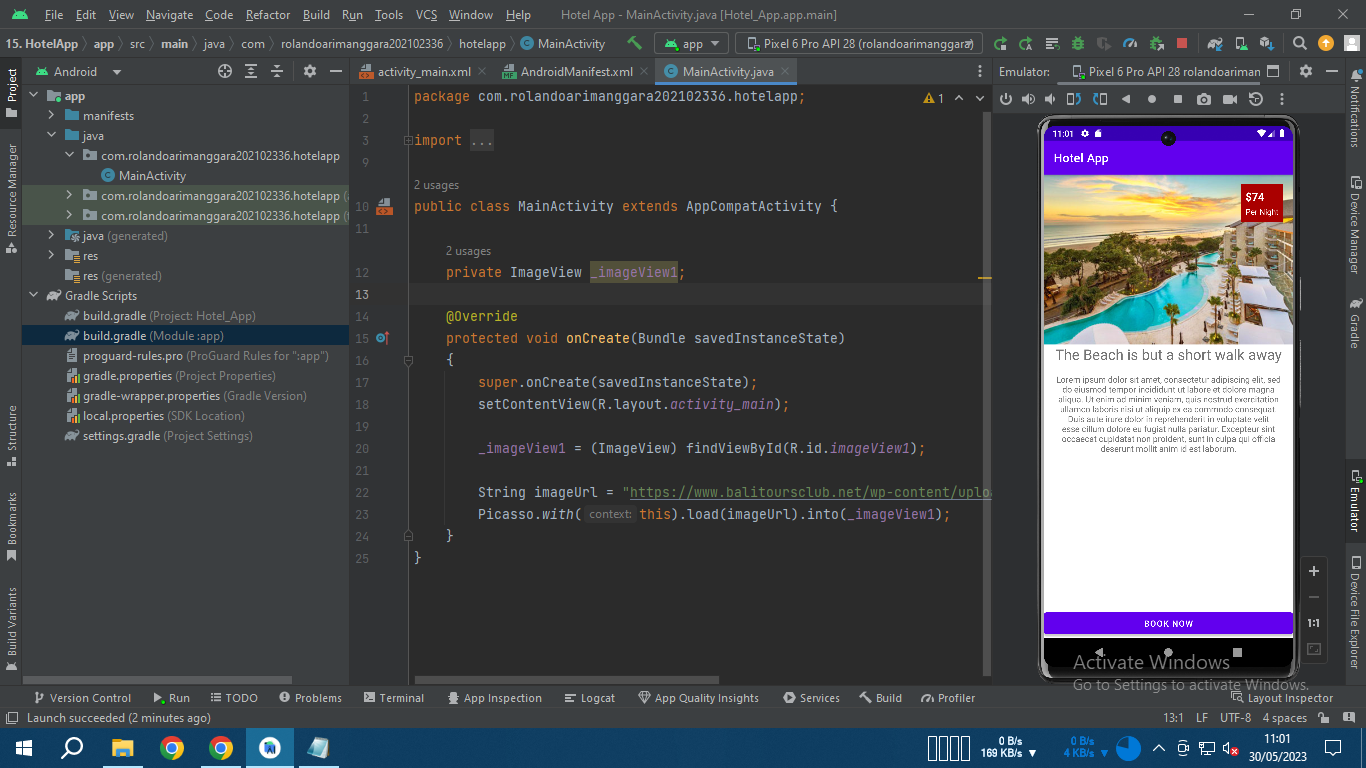 File Edit View Navigate Code Refactor Build Run Tools VCS Window Help Hotel App - MainActivity.java [Hotel_App.app.main]
15. HotelApp app src main java com rolandoarimanggara202102336 hotelapp MainActivity app Pixel 6 Pro API 28 (rolandoarimanggara)
Android
activity_main.xml AndroidManifest.xml MainActivity.java
Emulator: Pixel 6 Pro API 28 rolandoariman
Project
Resource Manager
Structure
Bookmarks
Build Variants
app
manifests
java
com.rolandoarimanggara202102336.hotelapp
MainActivity
com.rolandoarimanggara202102336.hotelapp (
com.rolandoarimanggara202102336.hotelapp (
java (generated)
res
res (generated)
Gradle Scripts
build.gradle (Project: Hotel_App)
build.gradle (Module :app)
proguard-rules.pro (ProGuard Rules for ":app")
gradle.properties (Project Properties)
gradle-wrapper.properties (Gradle Version)
local.properties (SDK Location)
settings.gradle (Project Settings)
1 package com.rolandoarimanggara202102336.hotelapp; 1
2
3 import ...
9
2 usages
10 public class MainActivity extends AppCompatActivity {
11
2 usages
12 private ImageView _imageView1;
13
14 @Override
15 protected void onCreate(Bundle savedInstanceState)
16 {
17 super.onCreate(savedInstanceState);
18 setContentView(R.layout.activity_main);
19
20 _imageView1 = (ImageView) findViewById(R.id.imageView1);
21
22 String imageUrl = "https://www.balitoursclub.net/wp-content/uplo
23 Picasso.with( context: this).load(imageUrl).into(_imageView1);
24 }
25 }
11:01
Hotel App
$74
Per Night
The Beach is but a short walk away
Lorem ipsum dolor sit amet, consectetur adipiscing elit, sed
do eiusmod tempor incididunt ut labore et dolore magna
aliqua. Ut enim ad minim veniam, quis nostrud exercitation
ullamco laboris nisi ut aliquip ex ea commodo consequat.
Duis aute irure dolor in reprehenderit in voluptate velit
esse cillum dolore eu fugiat nulla pariatur. Excepteur sint
occaecat cupidatat non proident, sunt in culpa qui officia
deserunt mollit anim id est laborum.
BOOK NOW
1:1
Notifications
Device Manager
Gradle
Emulator
Device File Explorer
Activate Windows
Go to Settings to activate Windows.
Version Control Run TODO Problems Terminal App Inspection Logcat App Quality Insights Services Build Profiler Layout Inspector
Launch succeeded (2 minutes ago) 13:1 LF UTF-8 4 spaces
0 B/s
169 KB/s
0 B/s
4 KB/s
11:01
30/05/2023